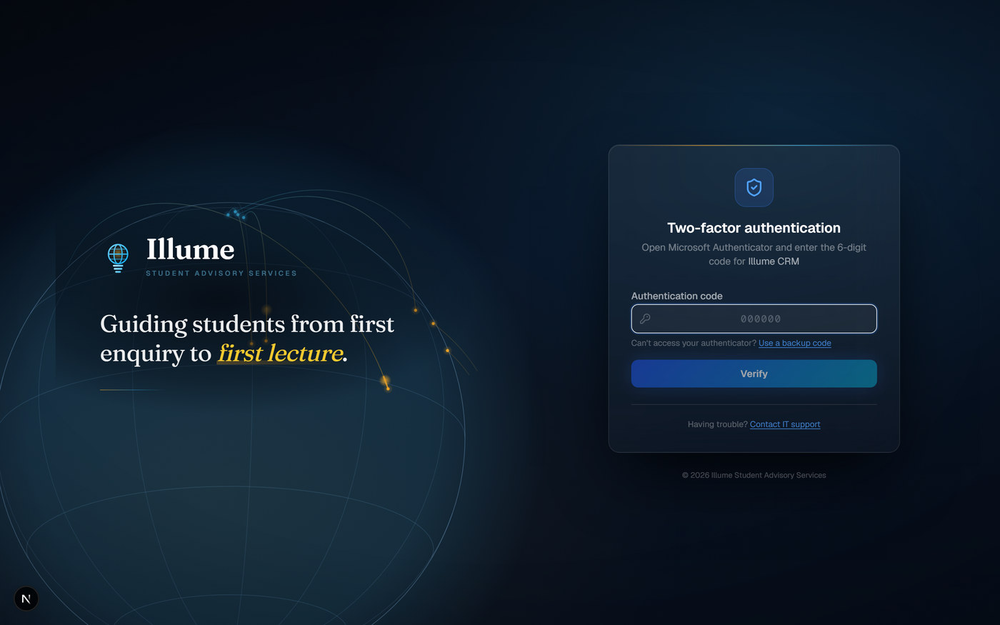 Illume
STUDENT ADVISORY SERVICES
Guiding students from first
enquiry to first lecture.
Two-factor authentication
Open Microsoft Authenticator and enter the 6-digit
code for Illume CRM
Authentication code
000000
Can't access your authenticator? Use a backup code
Verify
Having trouble? Contact IT support
© 2026 Illume Student Advisory Services
N